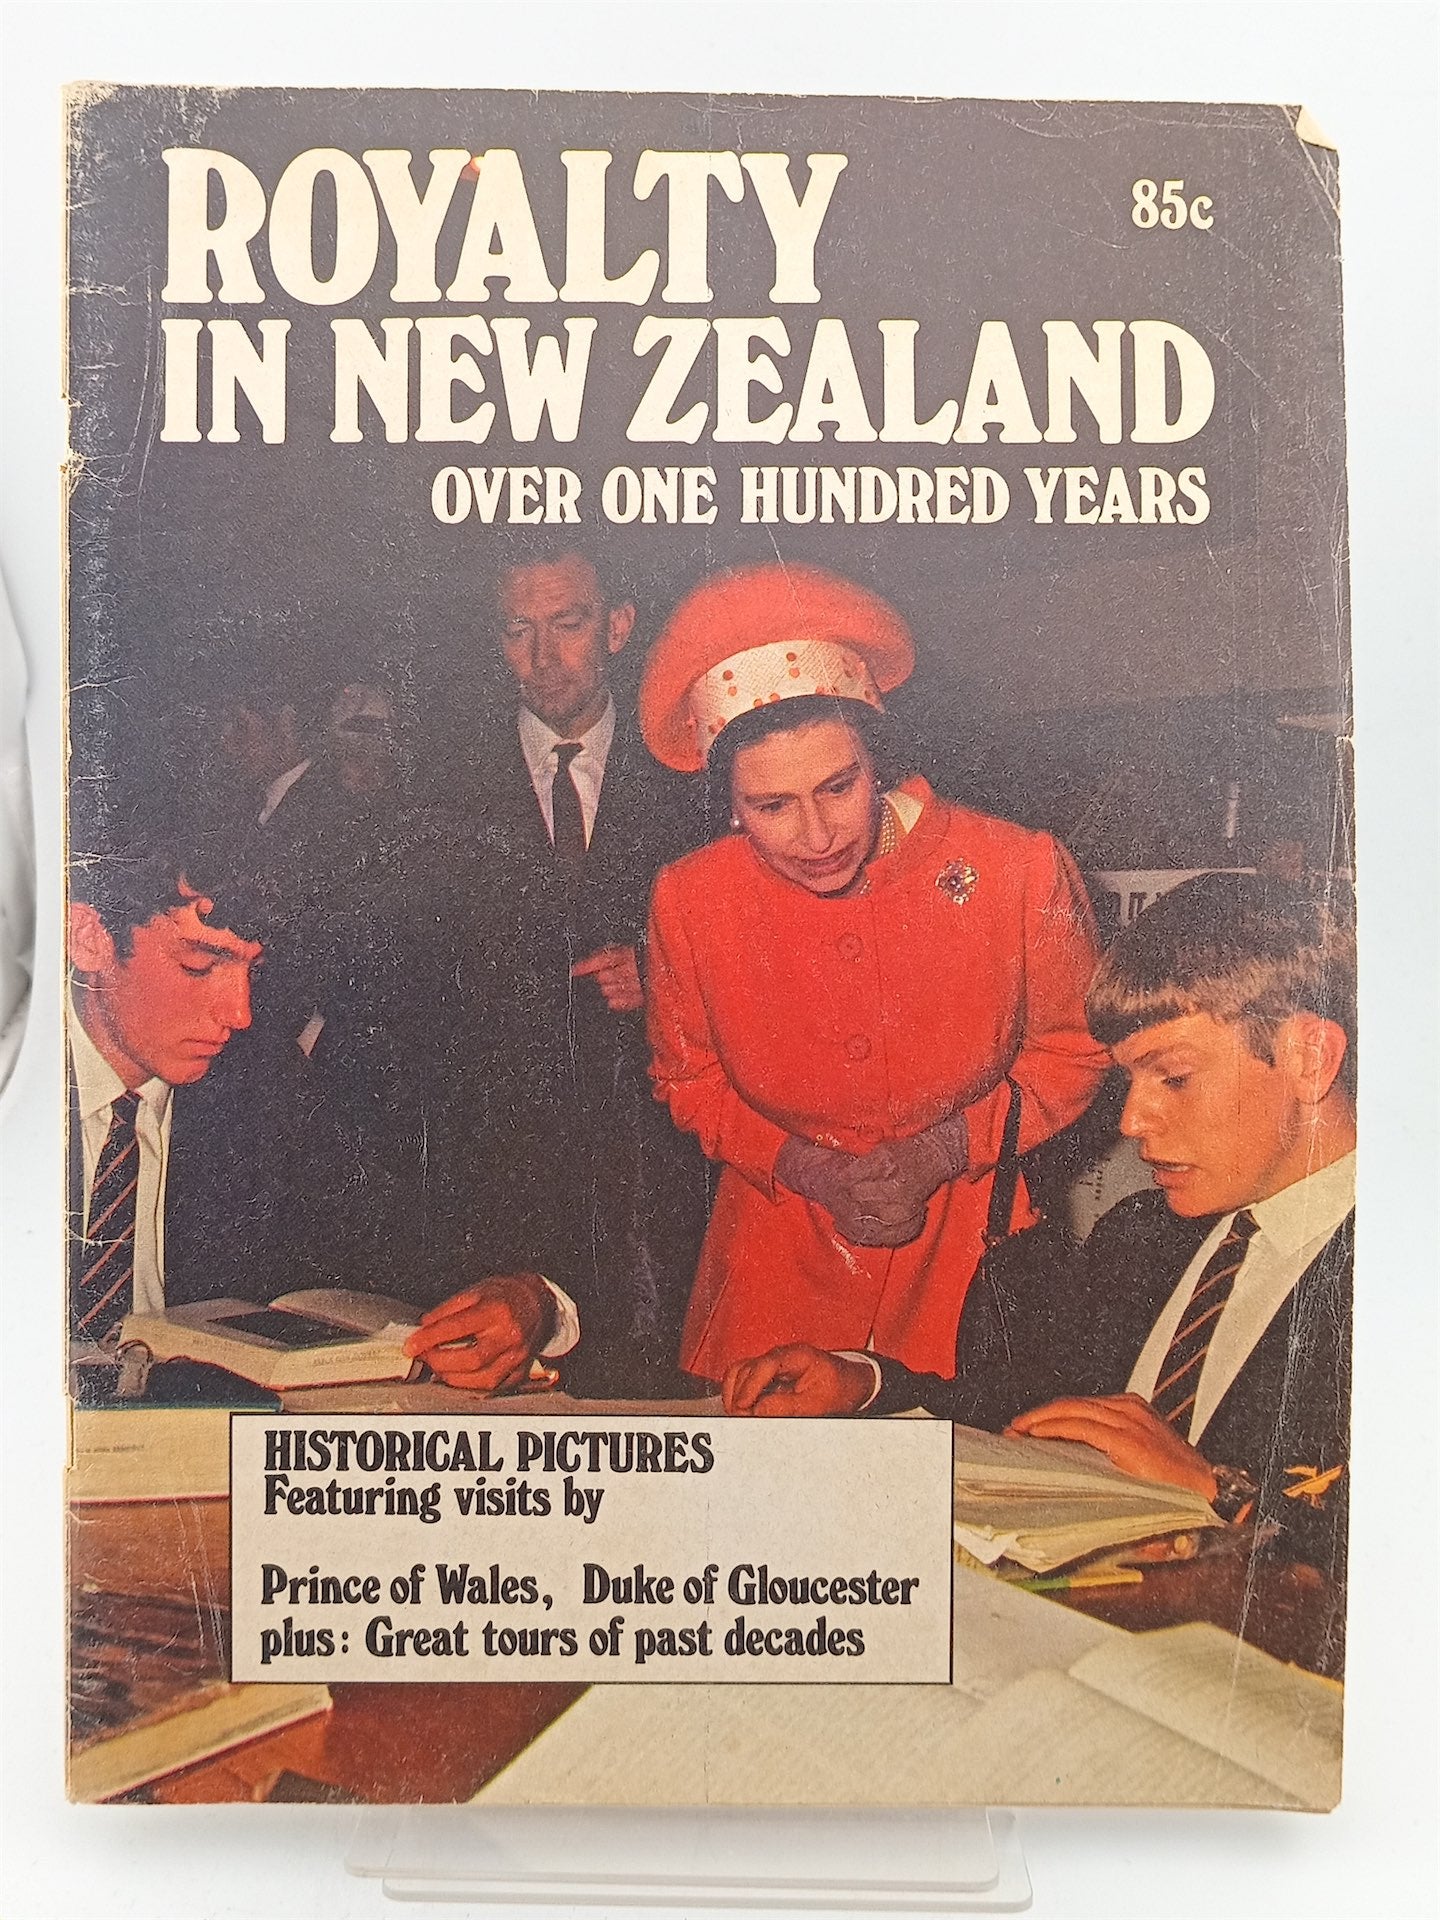 ROYALTY
85c
IN NEW ZEALAND
OVER ONE HUNDRED YEARS
HISTORICAL PICTURES
Featuring visits by
Prince of Wales, Duke of Gloucester
plus: Great tours of past decades